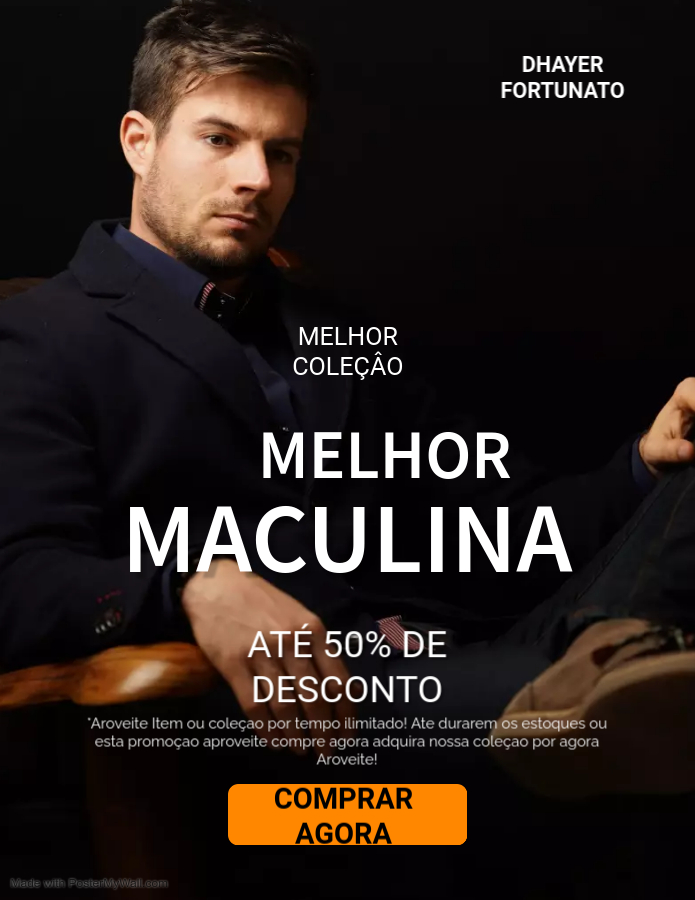 DHAYER
FORTUNATO
MELHOR
COLEÇÂO
MELHOR
MACULINA
ATÉ 50% DE
DESCONTO
*Aroveite Item ou coleçao por tempo ilimitado! Ate durarem os estoques ou
esta promoçao aproveite compre agora adquira nossa coleçao por agora
Aroveite!
COMPRAR
AGORA
Made with PosterMyWall.com